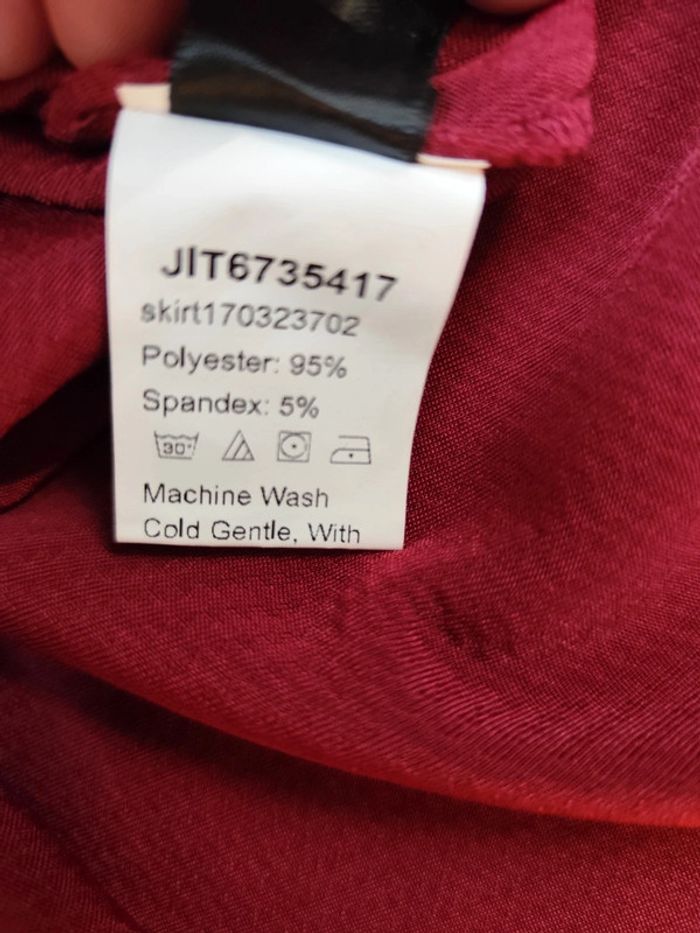 JIT6735417
skirt170323702
Polyester: 95%
Spandex: 5%
30°
Machine Wash
Cold Gentle, With